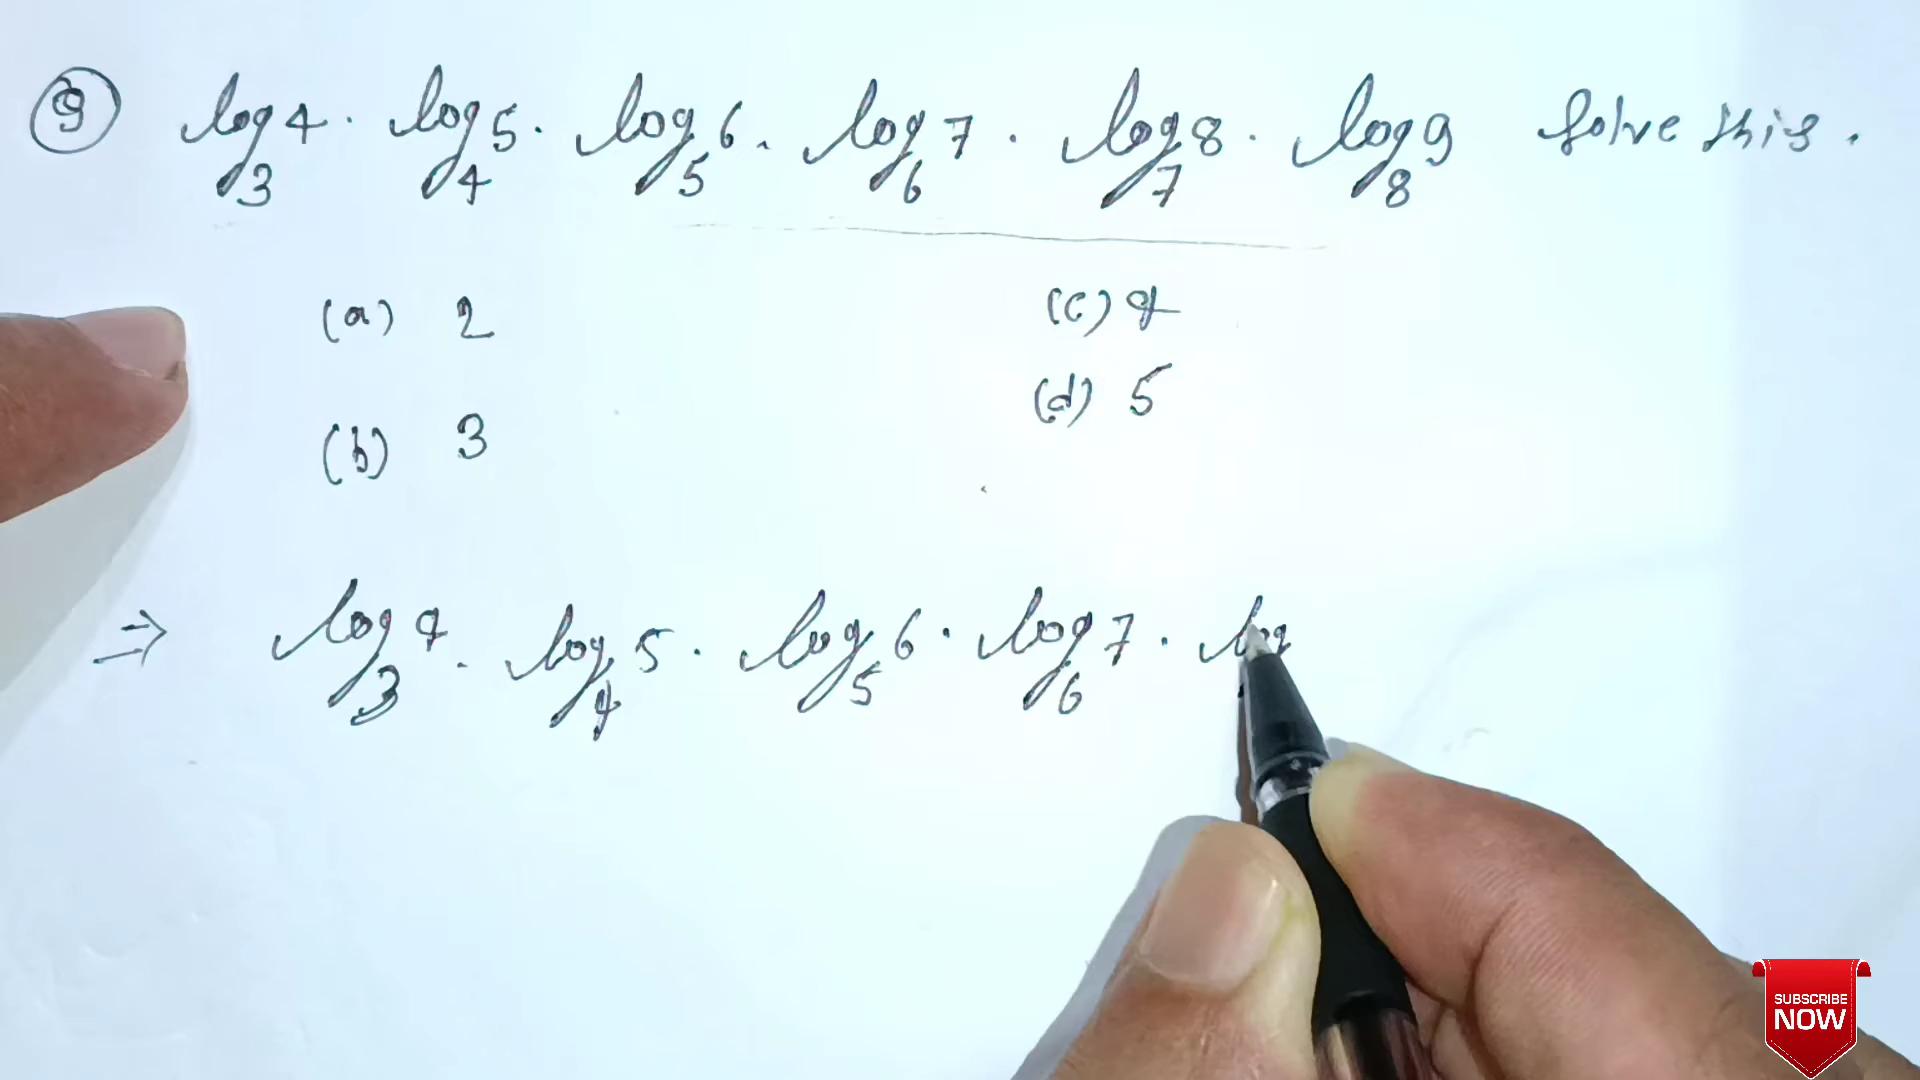 9 log₃4 · log₄5 · log₅6 · log₆7 · log₇8 · log₈9 Solve this.
(a) 2 (c) 4
(d) 5
(b) 3
⇒ log₃4 · log₄5 · log₅6 · log₆7 · log
SUBSCRIBE
NOW